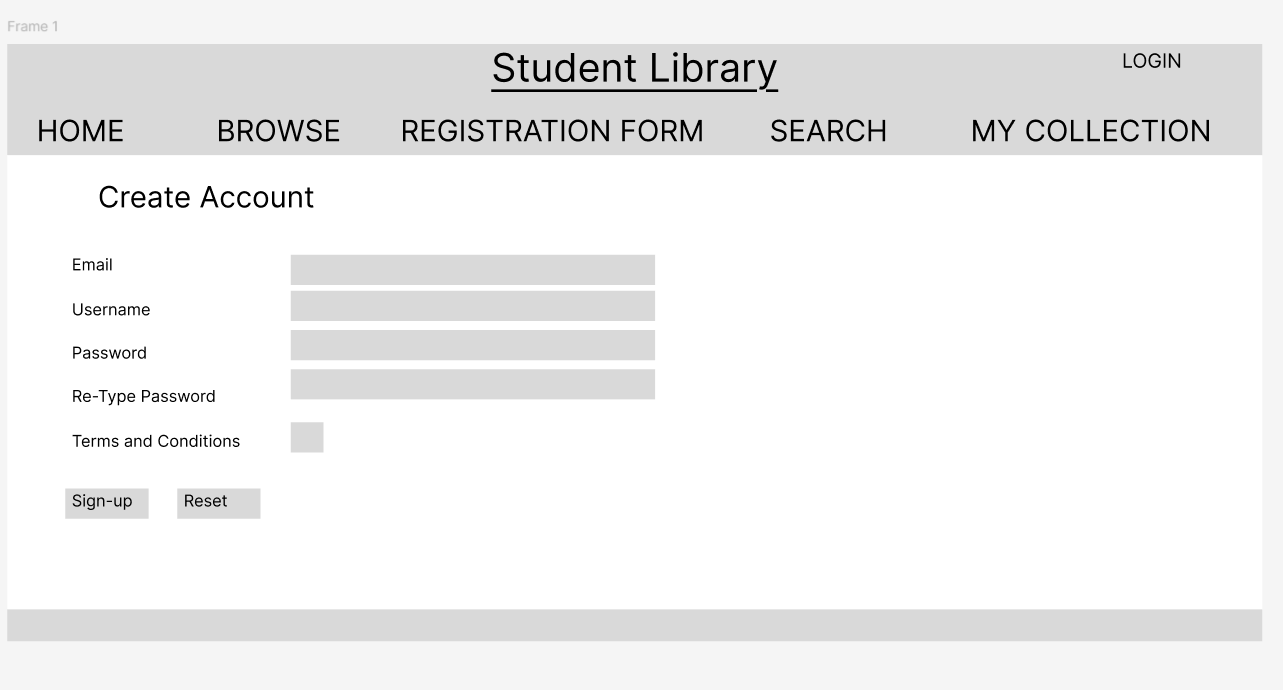 Frame 1
Student Library
LOGIN
HOME BROWSE REGISTRATION FORM SEARCH MY COLLECTION
Create Account
Email
Username
Password
Re-Type Password
Terms and Conditions
Sign-up Reset